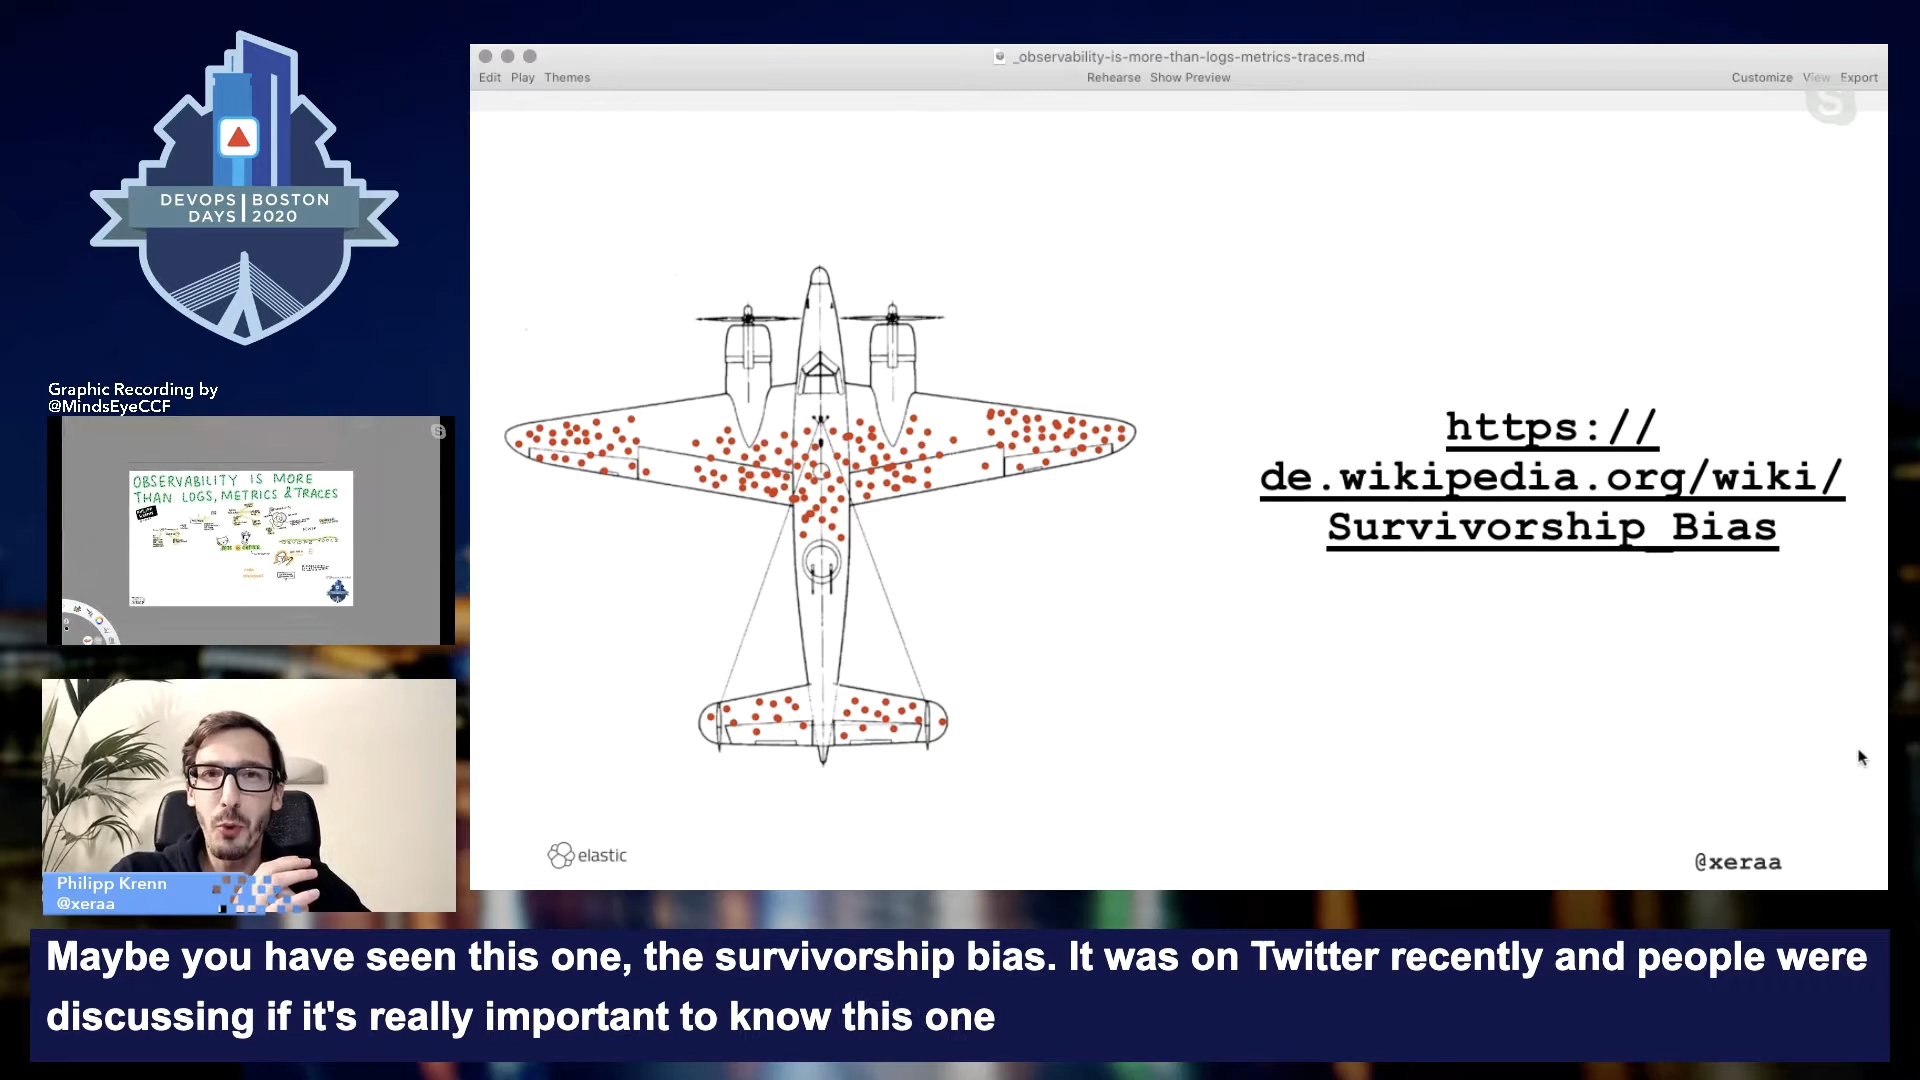 DEVOPS BOSTON
DAYS 2020
Graphic Recording by
@MindsEyeCCF
OBSERVABILITY IS MORE
THAN LOGS, METRICS & TRACES
Philipp Krenn
@xeraa
_observability-is-more-than-logs-metrics-traces.md
Edit Play Themes Rehearse Show Preview Customize View Export
https://
de.wikipedia.org/wiki/
Survivorship_Bias
elastic
@xeraa
Maybe you have seen this one, the survivorship bias. It was on Twitter recently and people were
discussing if it's really important to know this one